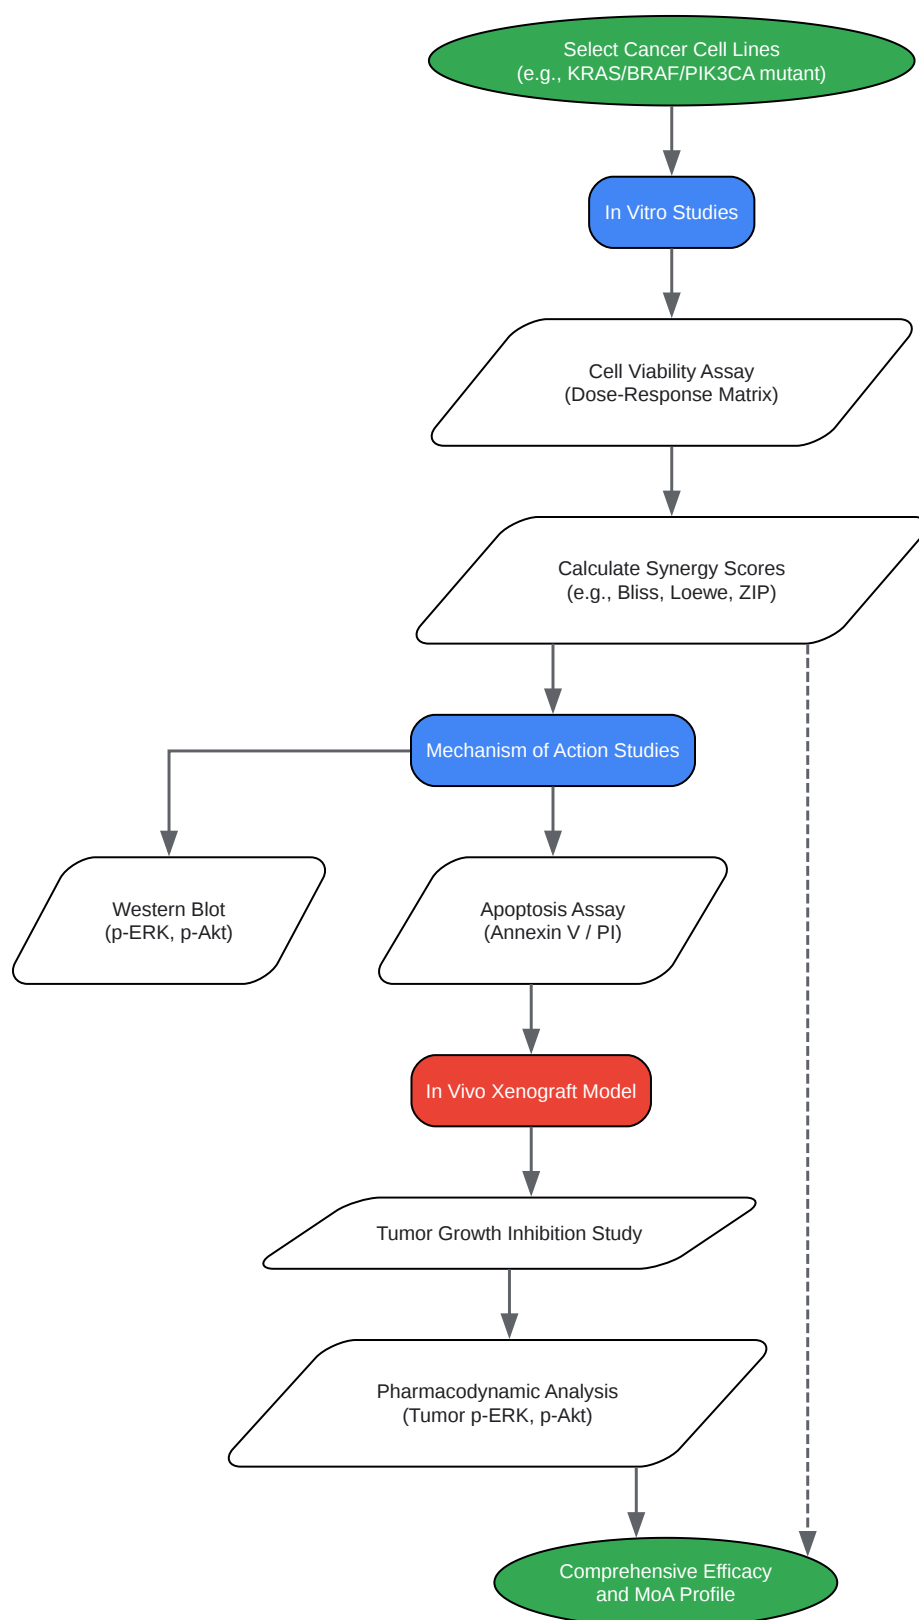 Select Cancer Cell Lines
(e.g., KRAS/BRAF/PIK3CA mutant)
In Vitro Studies
Cell Viability Assay
(Dose-Response Matrix)
Calculate Synergy Scores
(e.g., Bliss, Loewe, ZIP)
Mechanism of Action Studies
Western Blot
(p-ERK, p-Akt)
Apoptosis Assay
(Annexin V / PI)
In Vivo Xenograft Model
Tumor Growth Inhibition Study
Pharmacodynamic Analysis
(Tumor p-ERK, p-Akt)
Comprehensive Efficacy
and MoA Profile